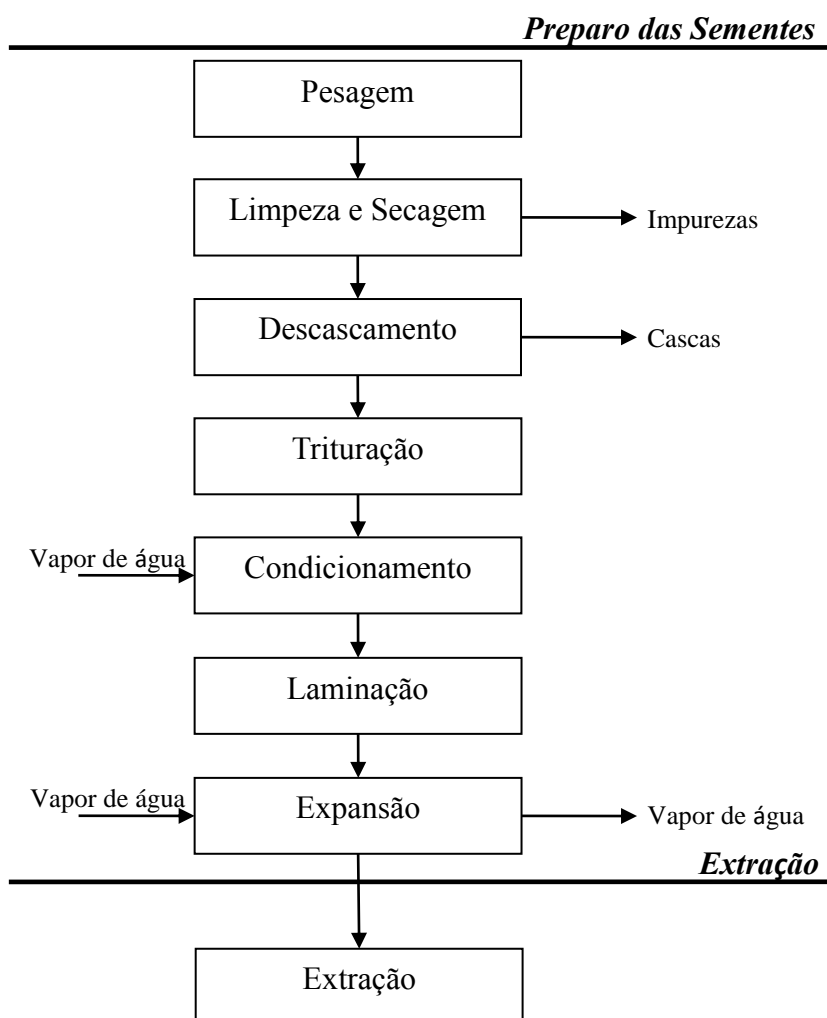 Preparo das Sementes
Pesagem
Limpeza e Secagem
Impurezas
Descascamento
Cascas
Trituração
Vapor de água
Condicionamento
Laminação
Vapor de água
Expansão
Vapor de água
Extração
Extração